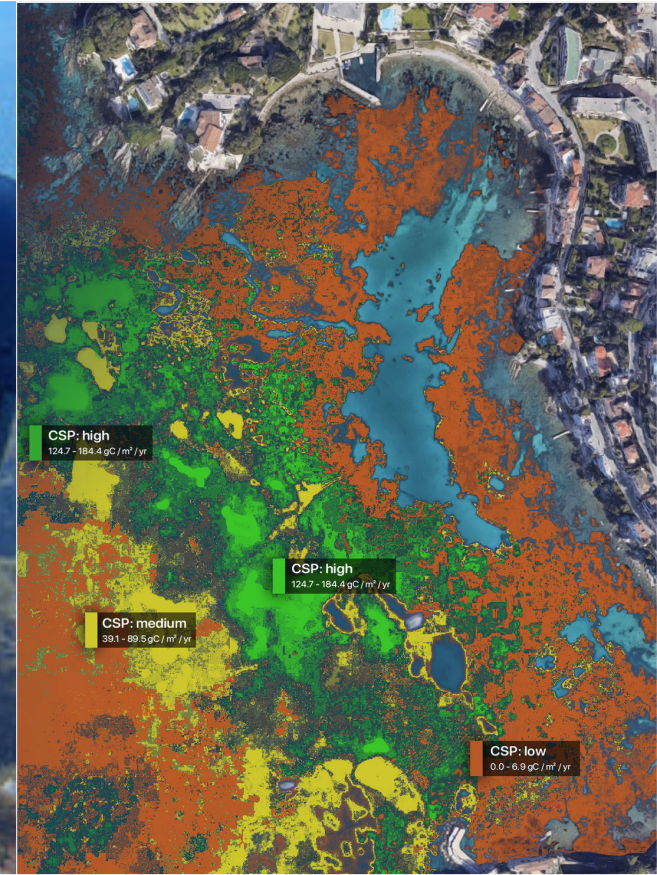 CSP: high
124.7 - 184.4 gC / m² / yr
CSP: high
124.7 - 184.4 gC / m² / yr
CSP: medium
39.1 - 89.5 gC / m² / yr
CSP: low
0.0 - 6.9 gC / m² / yr